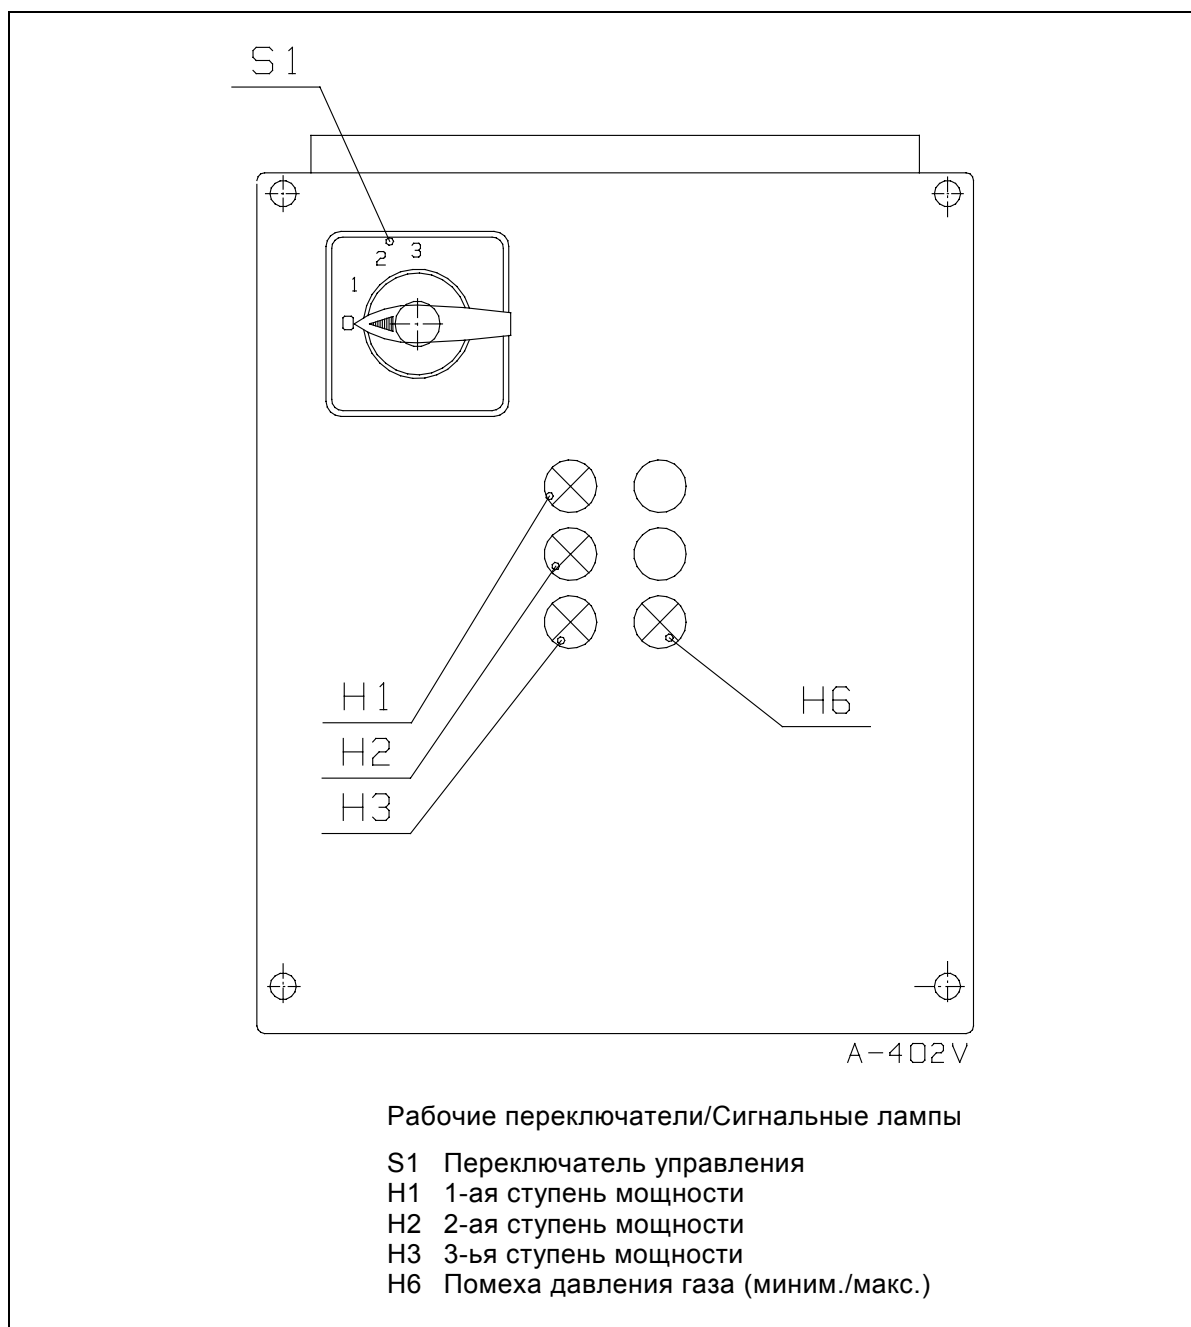 S1
2 3
1
0
H1
H6
H2
H3
A-402V
Рабочие переключатели/Сигнальные лампы
S1 Переключатель управления
H1 1-ая ступень мощности
H2 2-ая ступень мощности
H3 3-ья ступень мощности
H6 Помеха давления газа (миним./макс.)